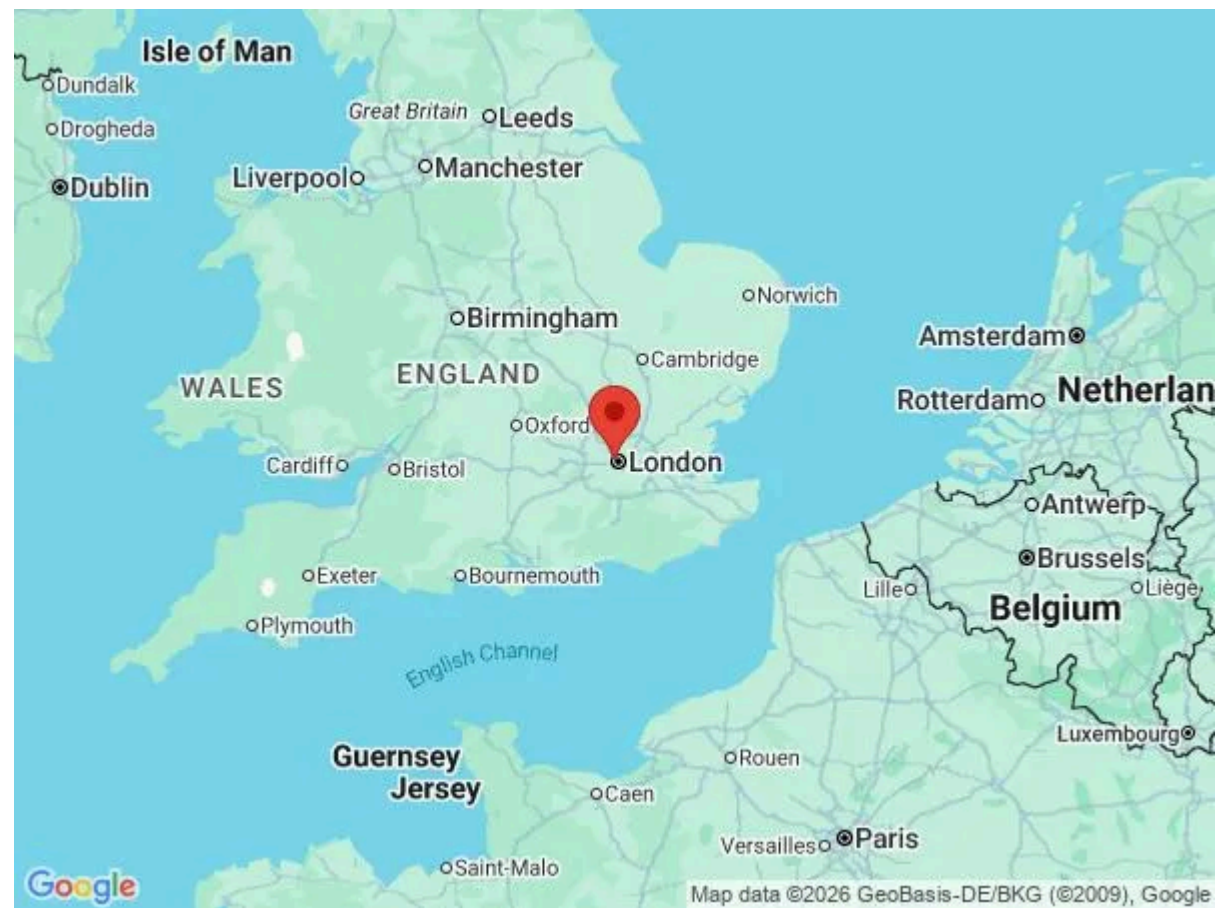 Isle of Man
Dundalk
Great Britain
Leeds
Drogheda
Manchester
Liverpool
Dublin
Norwich
Birmingham
Amsterdam
Cambridge
ENGLAND
WALES
Netherlan
Rotterdam
Oxford
London
Cardiff
Bristol
Antwerp
Brussels
Exeter
Bournemouth
Lille
Liège
Belgium
Plymouth
English Channel
Luxembourg
Guernsey
Rouen
Jersey
Caen
Paris
Versailles
Saint-Malo
Google
Map data ©2026 GeoBasis-DE/BKG (©2009), Google